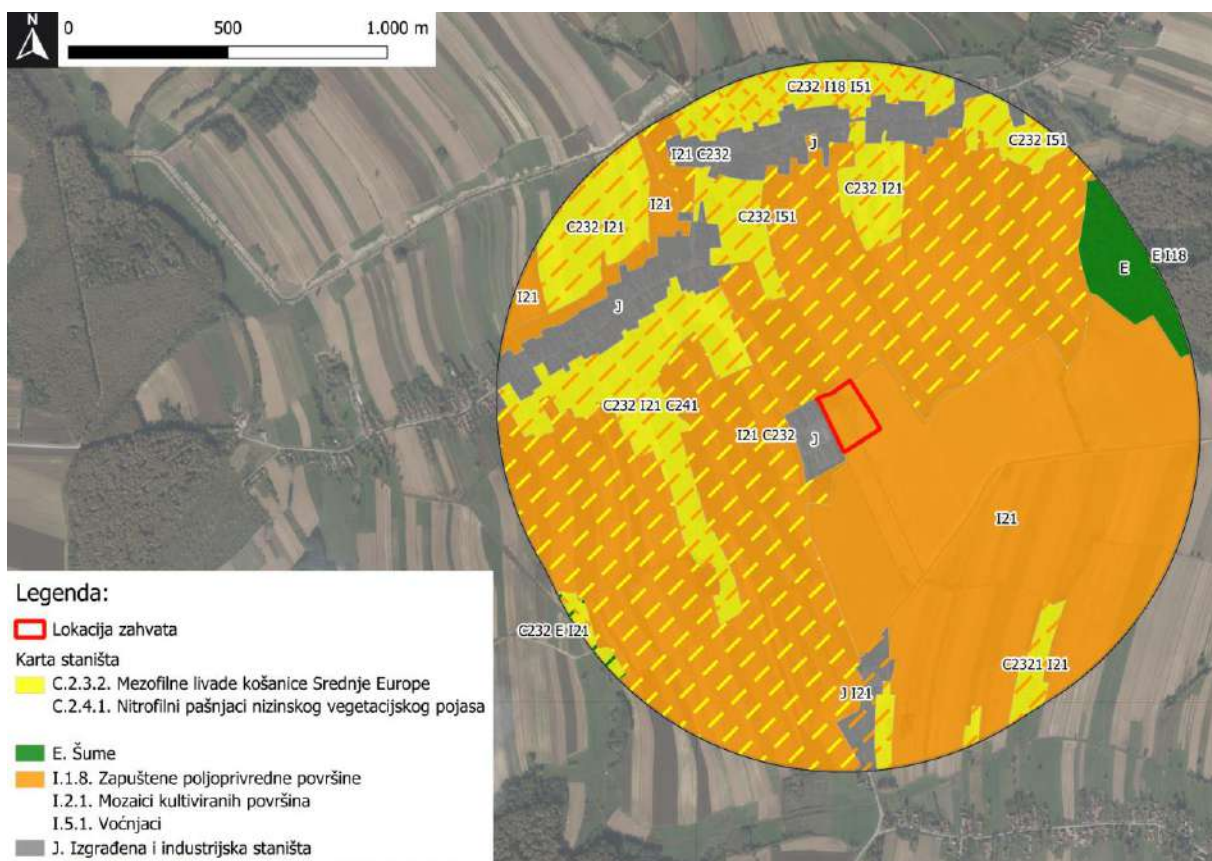 N
0 500 1.000 m
C232 I18 I51
J
I21 C232
C232 I51
C232 I21
I21
C232 I51
C232 I21
E I18
E
I21
J
C232 I21 C241
I21 C232
J
I21
C232 E I21
C2321 I21
J I21
Legenda:
Lokacija zahvata
Karta staništa
C.2.3.2. Mezofilne livade košanice Srednje Europe
C.2.4.1. Nitrofilni pašnjaci nizinskog vegetacijskog pojasa
E. Šume
I.1.8. Zapuštene poljoprivredne površine
I.2.1. Mozaici kultiviranih površina
I.5.1. Voćnjaci
J. Izgrađena i industrijska staništa